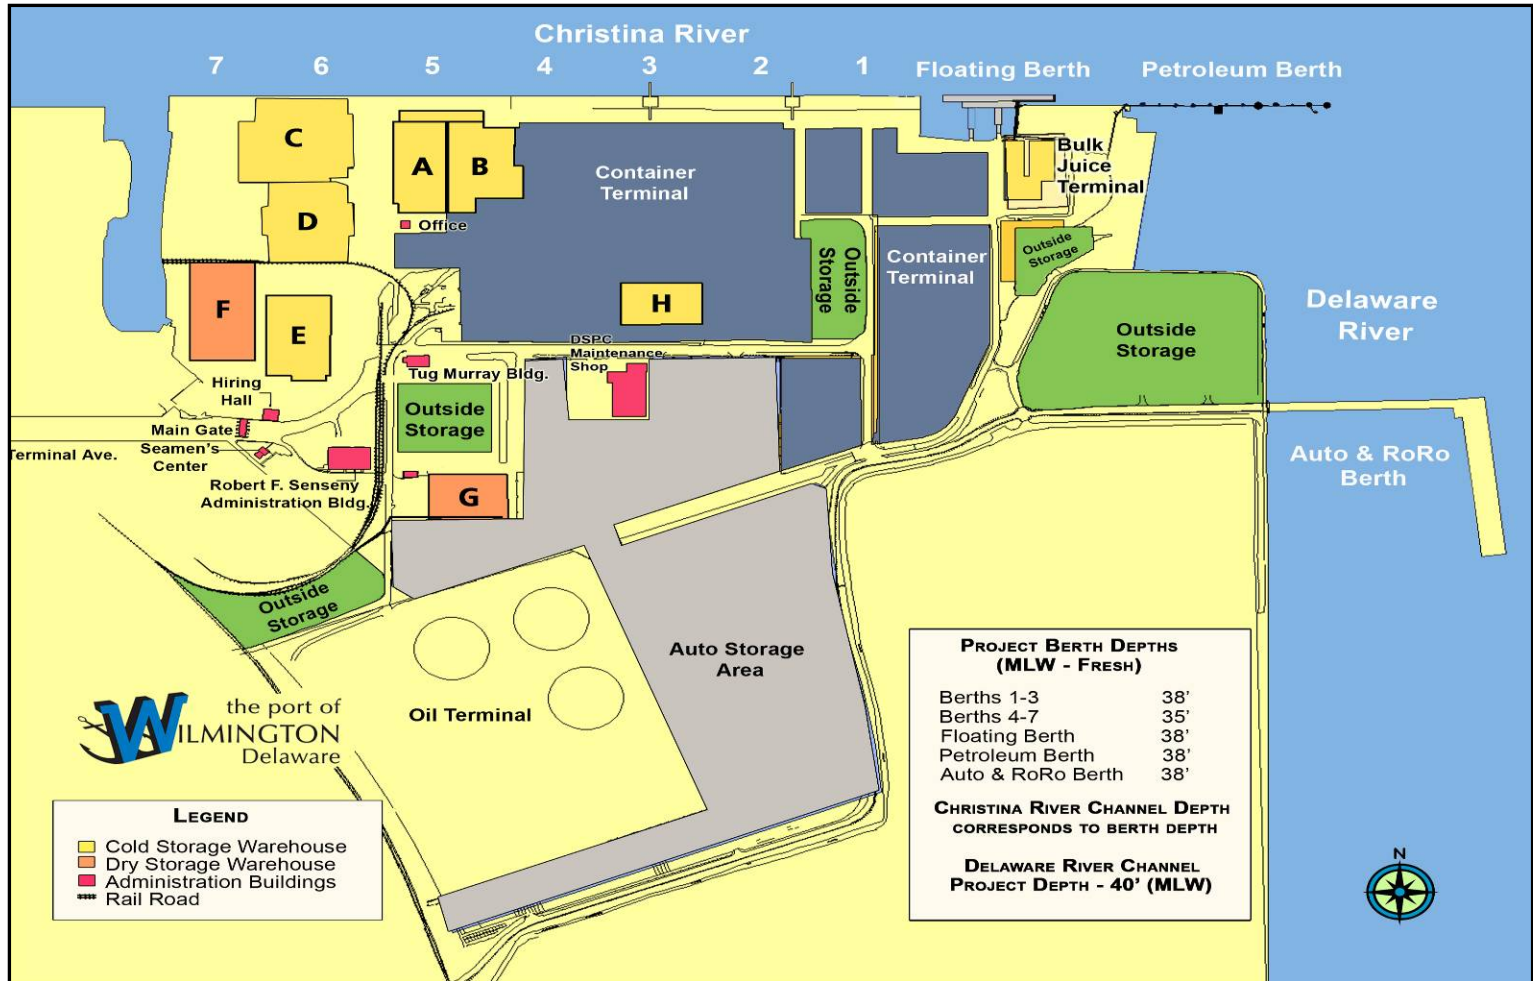 Christina River
7 6 5 4 3 2 1
Floating Berth
Petroleum Berth
C
A
B
D
Office
Container
Terminal
Bulk
Juice
Terminal
Outside
Storage
Container
Terminal
Outside
Storage
F
E
H
Outside
Storage
Delaware
River
DSPC
Maintenance
Shop
Tug Murray Bldg.
Hiring
Hall
Main Gate
Terminal Ave.
Seamen's
Center
Outside
Storage
Robert F. Senseny
Administration Bldg.
G
Auto & RoRo
Berth
Outside
Storage
Auto Storage
Area
Oil Terminal
the port of
WILMINGTON
Delaware
LEGEND
Cold Storage Warehouse
Dry Storage Warehouse
Administration Buildings
Rail Road
PROJECT BERTH DEPTHS
(MLW - FRESH)
Berths 1-3 38'
Berths 4-7 35'
Floating Berth 38'
Petroleum Berth 38'
Auto & RoRo Berth 38'
CHRISTINA RIVER CHANNEL DEPTH
CORRESPONDS TO BERTH DEPTH
DELAWARE RIVER CHANNEL
PROJECT DEPTH - 40' (MLW)
N